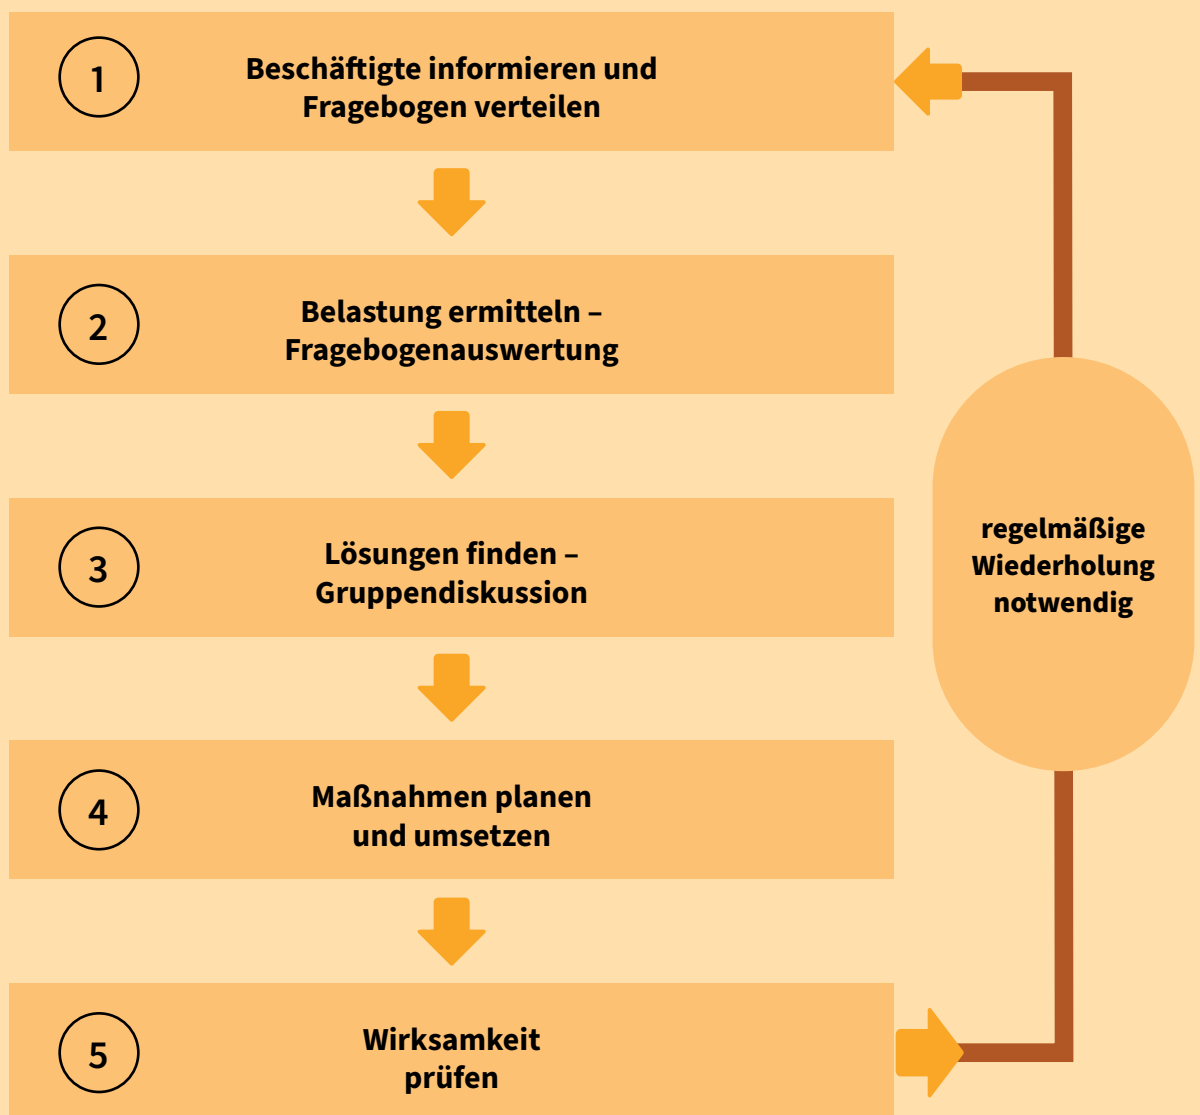 1
Beschäftigte informieren und
Fragebogen verteilen
2
Belastung ermitteln –
Fragebogenauswertung
3
Lösungen finden –
Gruppendiskussion
regelmäßige
Wiederholung
notwendig
4
Maßnahmen planen
und umsetzen
5
Wirksamkeit
prüfen